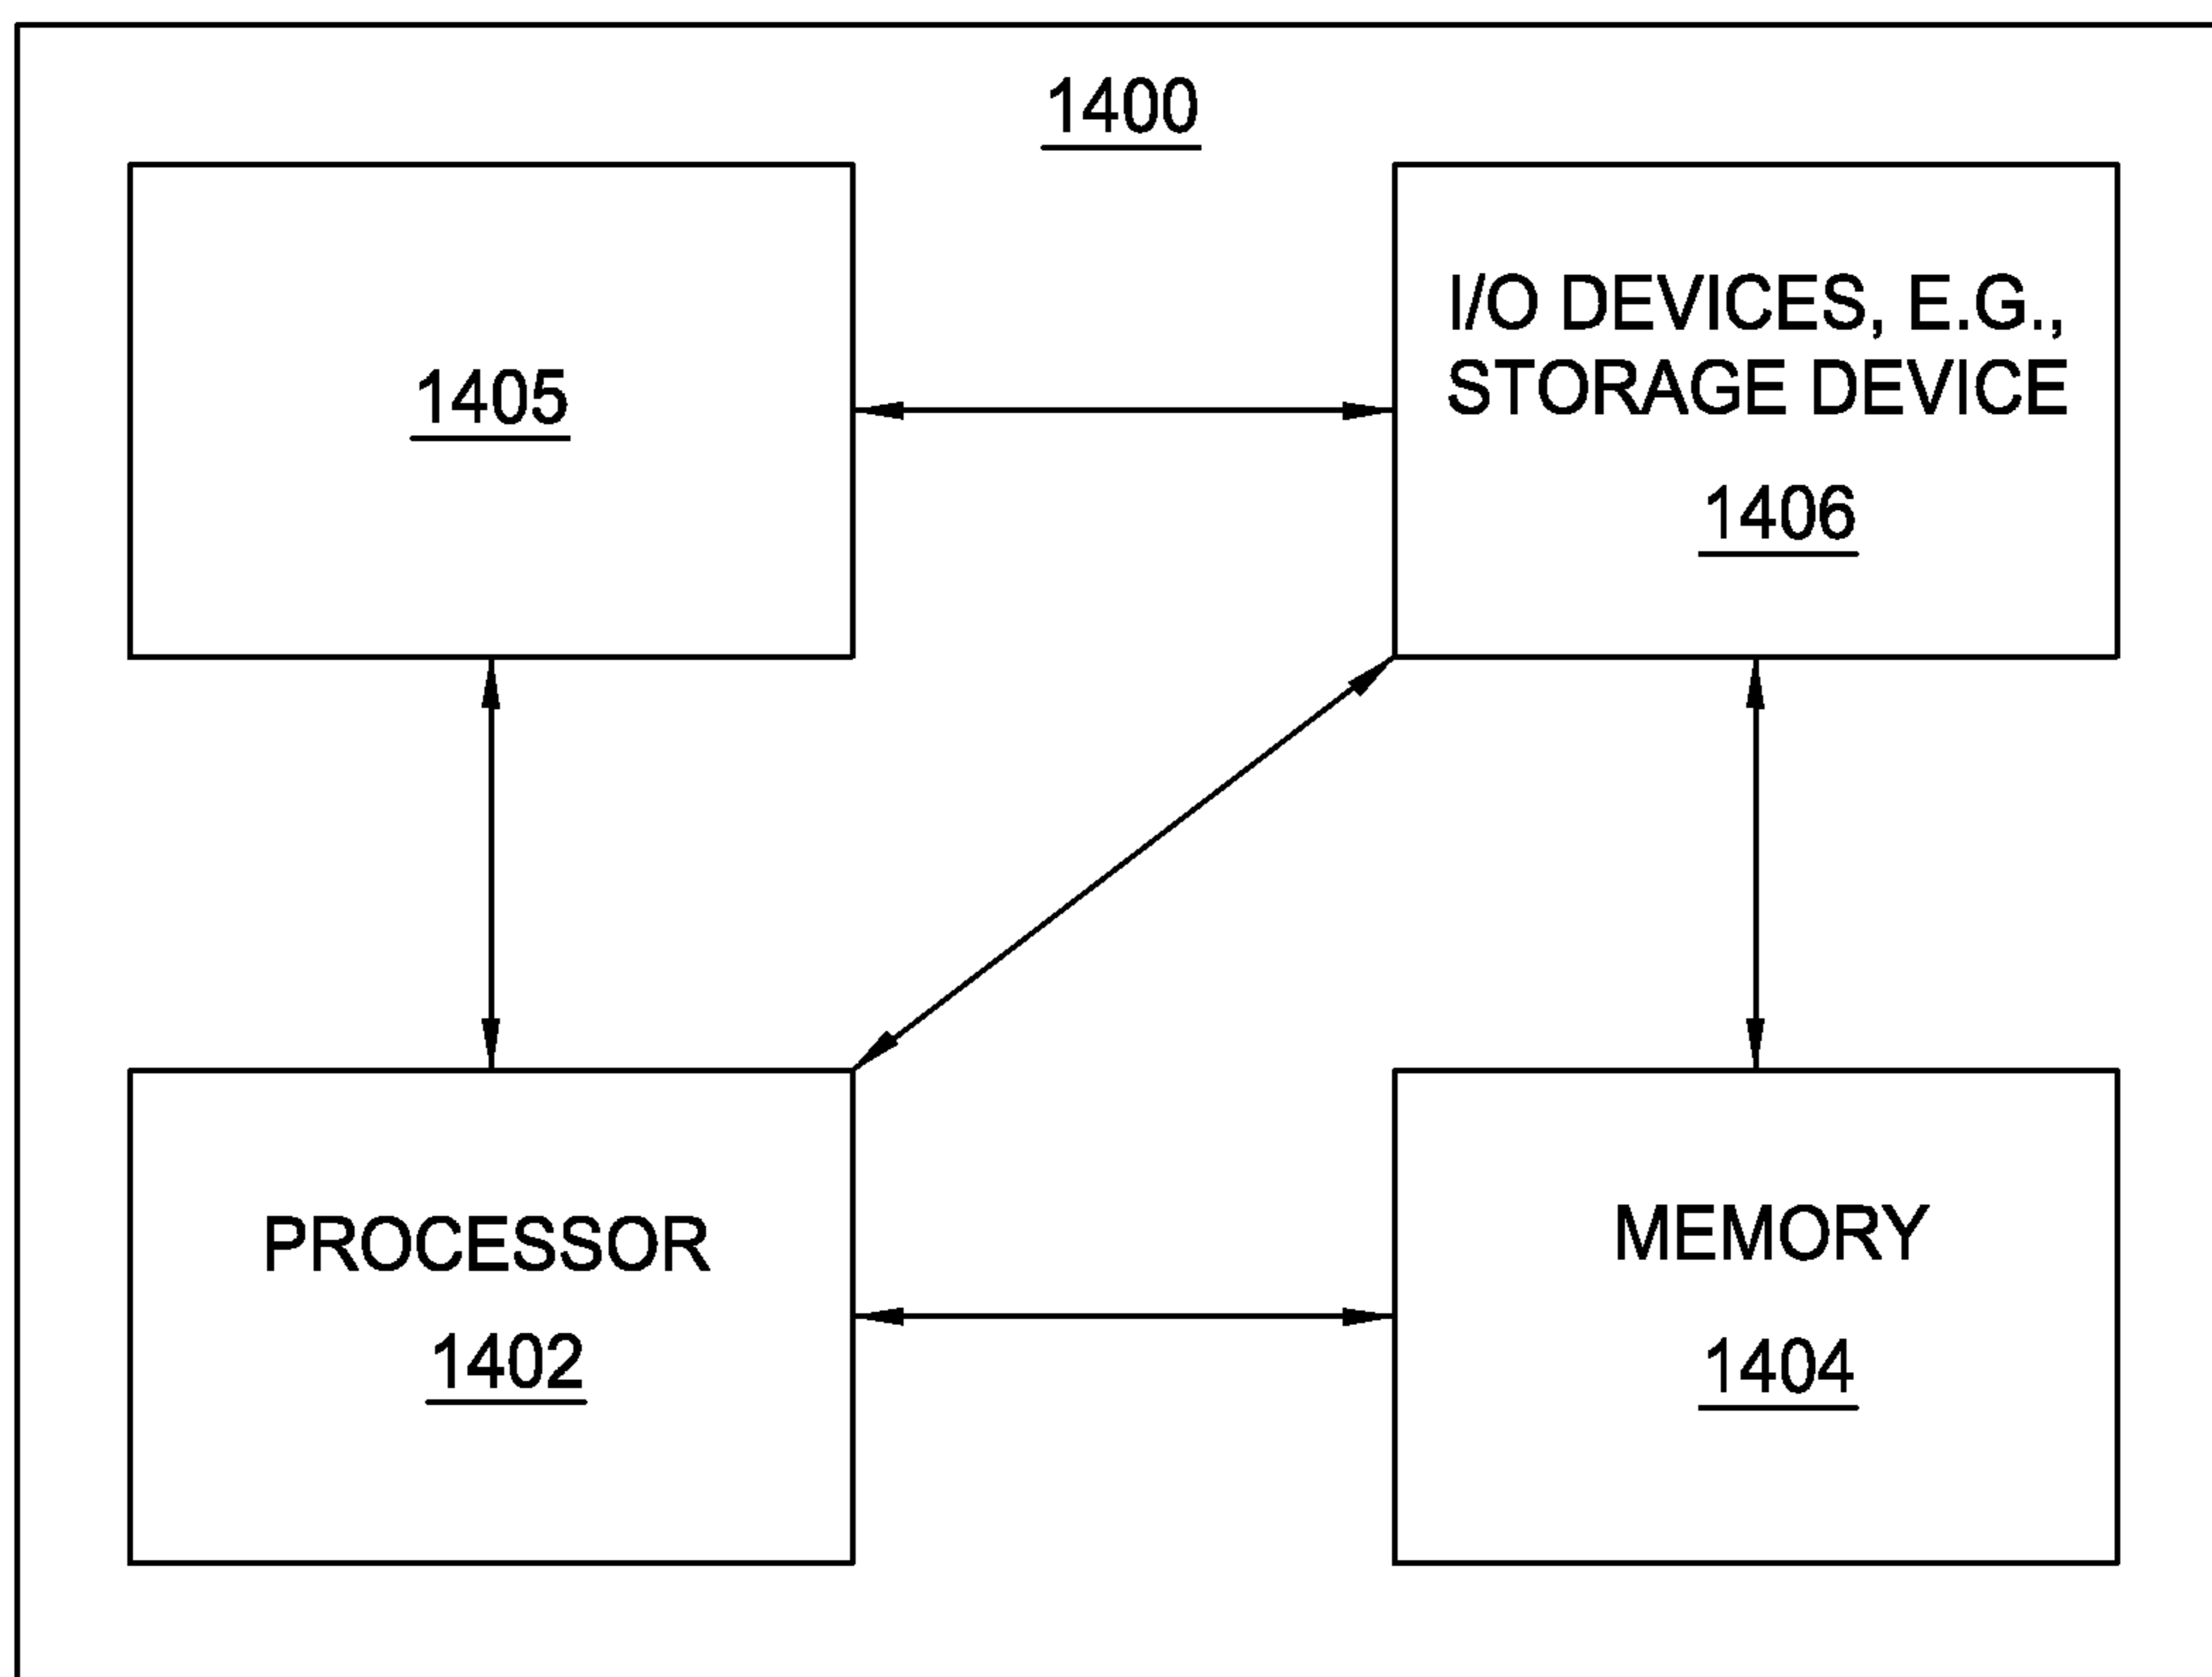 1400
1405
I/O DEVICES, E.G.,
STORAGE DEVICE
1406
PROCESSOR
1402
MEMORY
1404